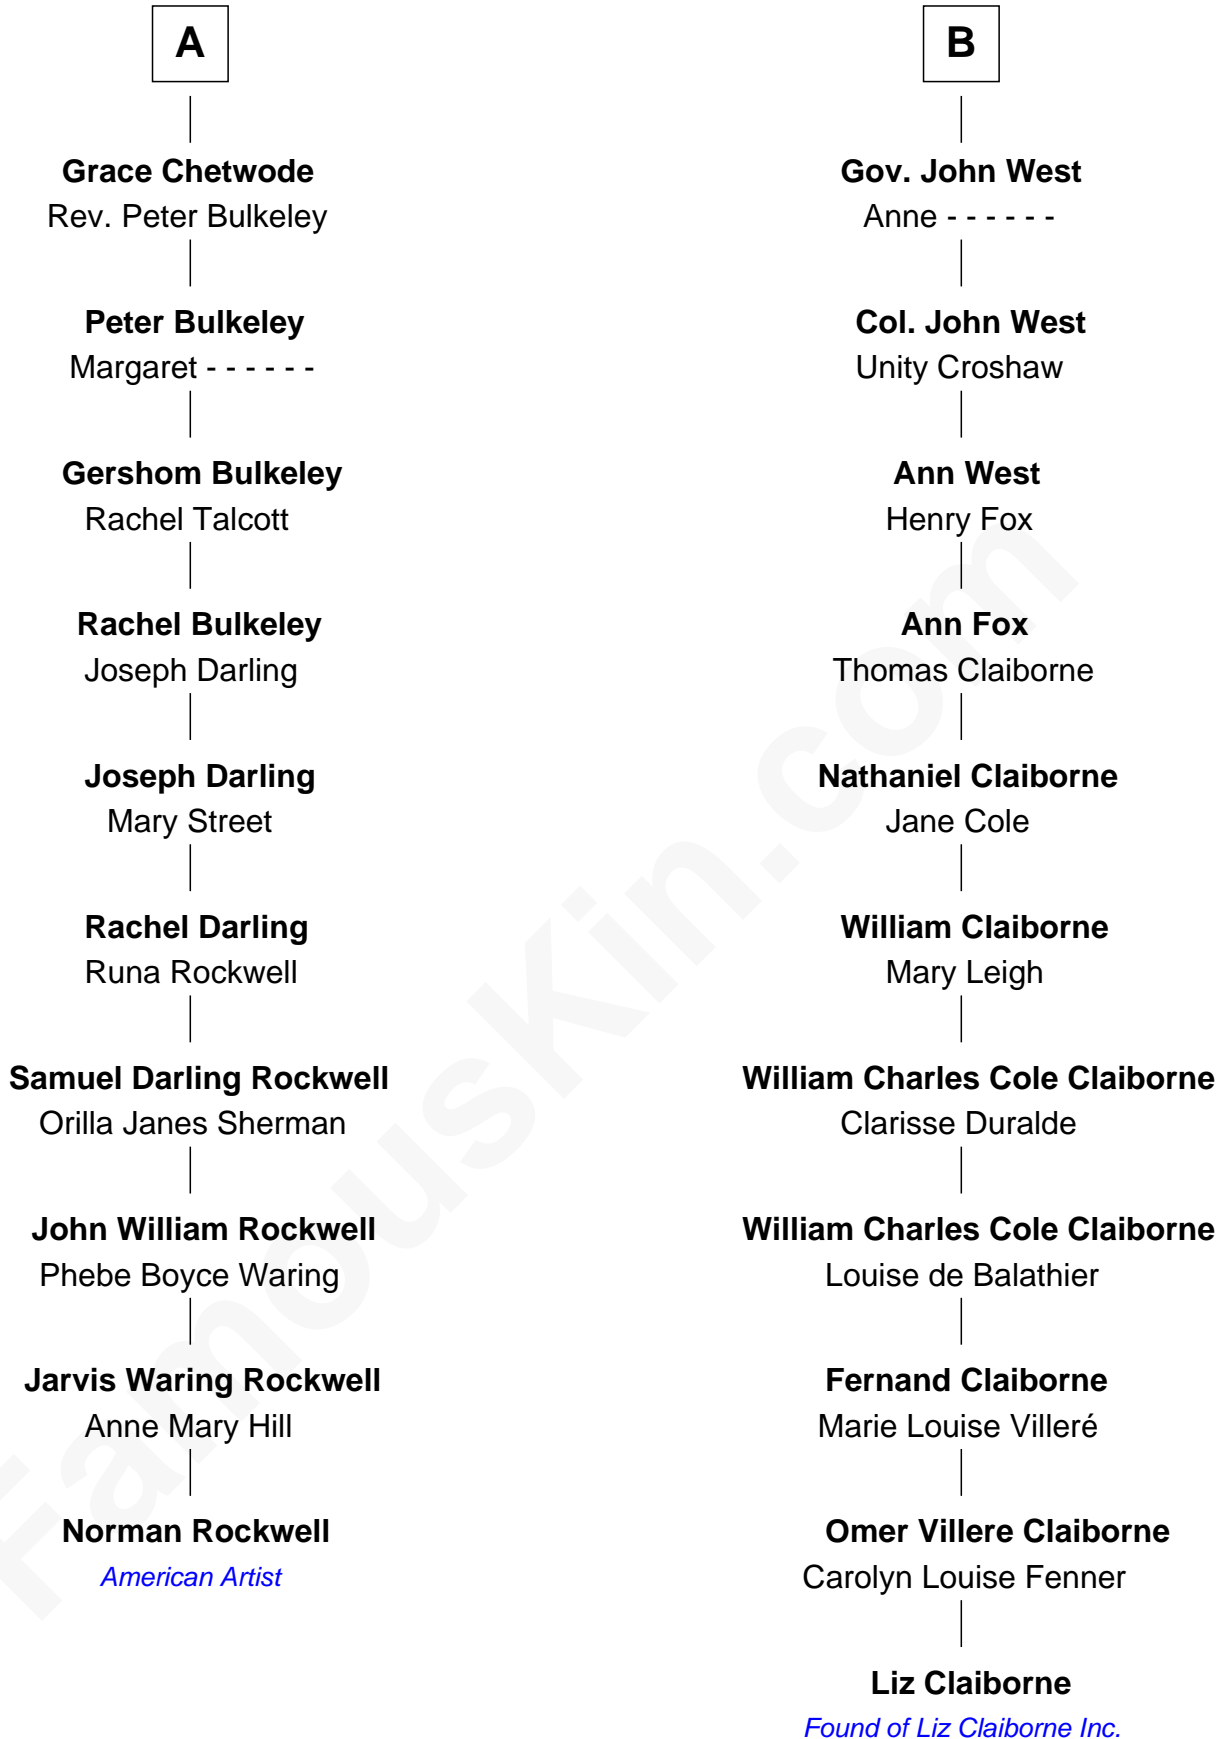 A
Grace Chetwode
Rev. Peter Bulkeley
Peter Bulkeley
Margaret - - - - - -
Gershom Bulkeley
Rachel Talcott
Rachel Bulkeley
Joseph Darling
Joseph Darling
Mary Street
Rachel Darling
Runa Rockwell
Samuel Darling Rockwell
Orilla Janes Sherman
John William Rockwell
Phebe Boyce Waring
Jarvis Waring Rockwell
Anne Mary Hill
Norman Rockwell
American Artist
B
Gov. John West
Anne - - - - - -
Col. John West
Unity Croshaw
Ann West
Henry Fox
Ann Fox
Thomas Claiborne
Nathaniel Claiborne
Jane Cole
William Claiborne
Mary Leigh
William Charles Cole Claiborne
Clarisse Duralde
William Charles Cole Claiborne
Louise de Balathier
Fernand Claiborne
Marie Louise Villeré
Omer Villere Claiborne
Carolyn Louise Fenner
Liz Claiborne
Found of Liz Claiborne Inc.
FamousKin.com